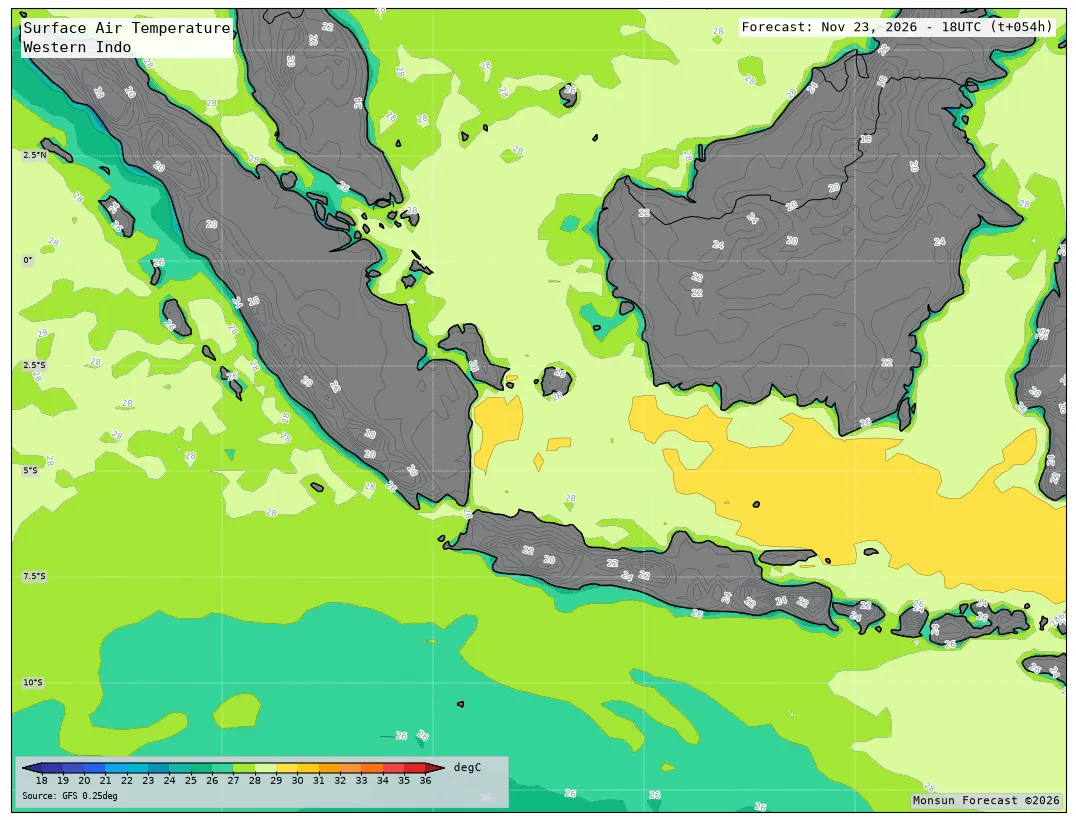 Surface Air Temperature
Western Indo
Forecast: Nov 23, 2026 - 18UTC (t+054h)
2.5°N
0°
2.5°S
5°S
7.5°S
10°S
degC
18 19 20 21 22 23 24 25 26 27 28 29 30 31 32 33 34 35 36
Source: GFS 0.25deg
Monsun Forecast ©2026